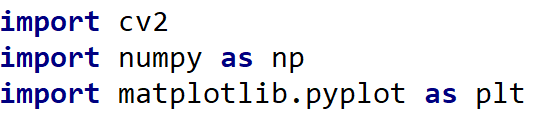 import cv2
import numpy as np
import matplotlib.pyplot as plt